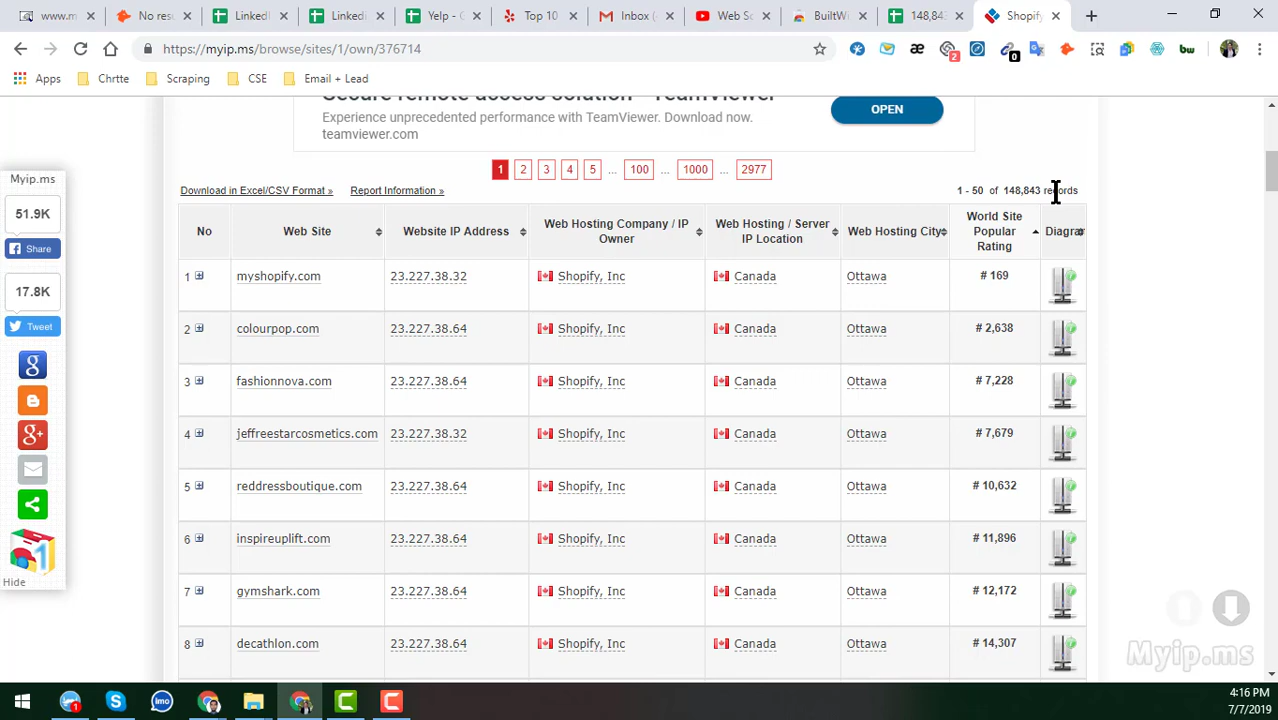 www.m
No resu
LinkedI
LinkedI
Yelp - G
Top 10
Inbox (
Web Sc
BuiltWi
148,843
Shopify,
https://myip.ms/browse/sites/1/own/376714
2
0
bw
Apps
Chrtte
Scraping
CSE
Email + Lead
Secure remote access solution - TeamViewer
Experience unprecedented performance with TeamViewer. Download now.
teamviewer.com
OPEN
1 2 3 4 5 ... 100 ... 1000 ... 2977
Download in Excel/CSV Format » Report Information » 1 - 50 of 148,843 records
No Web Site Website IP Address Web Hosting Company / IP Owner Web Hosting / Server IP Location Web Hosting City World Site Popular Rating Diagra
1 myshopify.com 23.227.38.32 Shopify, Inc Canada Ottawa # 169
2 colourpop.com 23.227.38.64 Shopify, Inc Canada Ottawa # 2,638
3 fashionnova.com 23.227.38.64 Shopify, Inc Canada Ottawa # 7,228
4 jeffreestarcosmetics.com 23.227.38.32 Shopify, Inc Canada Ottawa # 7,679
5 reddressboutique.com 23.227.38.64 Shopify, Inc Canada Ottawa # 10,632
6 inspireuplift.com 23.227.38.64 Shopify, Inc Canada Ottawa # 11,896
7 gymshark.com 23.227.38.64 Shopify, Inc Canada Ottawa # 12,172
8 decathlon.com 23.227.38.64 Shopify, Inc Canada Ottawa # 14,307
Myip.ms
51.9K
Share
17.8K
Tweet
Hide
Myip.ms
4:16 PM
7/7/2019